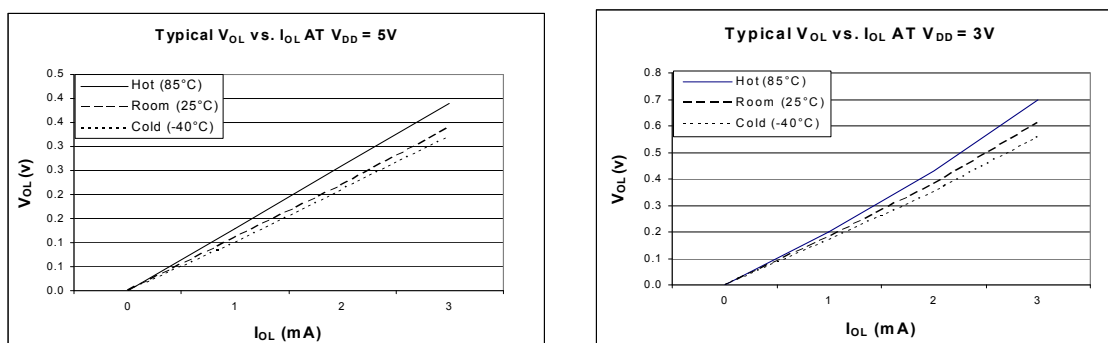 Typical VOL vs. IOL AT VDD = 5V
0.5
0.4
0.4
0.3
0.3
0.2
0.2
0.1
0.1
0.0
Hot (85°C)
Room (25°C)
Cold (-40°C)
VOL (v)
0 1 2 3
IOL (mA)
Typical VOL vs. IOL AT VDD = 3V
0.8
0.7
0.6
0.5
0.4
0.3
0.2
0.1
0.0
Hot (85°C)
Room (25°C)
Cold (-40°C)
VOL (v)
0 1 2 3
IOL (mA)